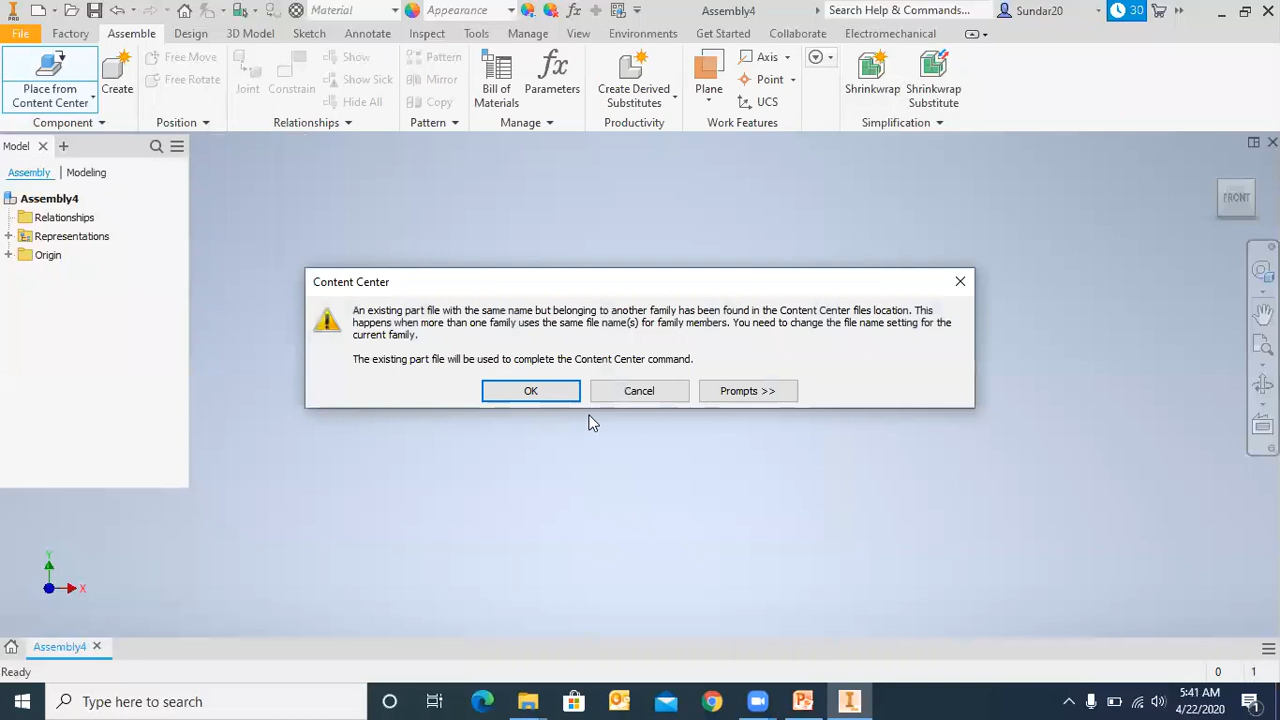 PRO
Material
Appearance
Assembly4
Search Help & Commands...
Sundar20
30
File Factory Assemble Design 3D Model Sketch Annotate Inspect Tools Manage View Environments Get Started Collaborate Electromechanical
Place from
Content Center
Create
Free Move
Free Rotate
Joint
Constrain
Show
Show Sick
Hide All
Pattern
Mirror
Copy
Bill of
Materials
Parameters
Create Derived
Substitutes
Plane
Axis
Point
UCS
Shrinkwrap
Shrinkwrap
Substitute
Component Position Relationships Pattern Manage Productivity Work Features Simplification
Model
Assembly | Modeling
Assembly4
Relationships
Representations
Origin
FRONT
Content Center
An existing part file with the same name but belonging to another family has been found in the Content Center files location. This
happens when more than one family uses the same file name(s) for family members. You need to change the file name setting for the
current family.
The existing part file will be used to complete the Content Center command.
OK Cancel Prompts >>
Y
X
Assembly4
Ready
0 1
Type here to search
5:41 AM
4/22/2020